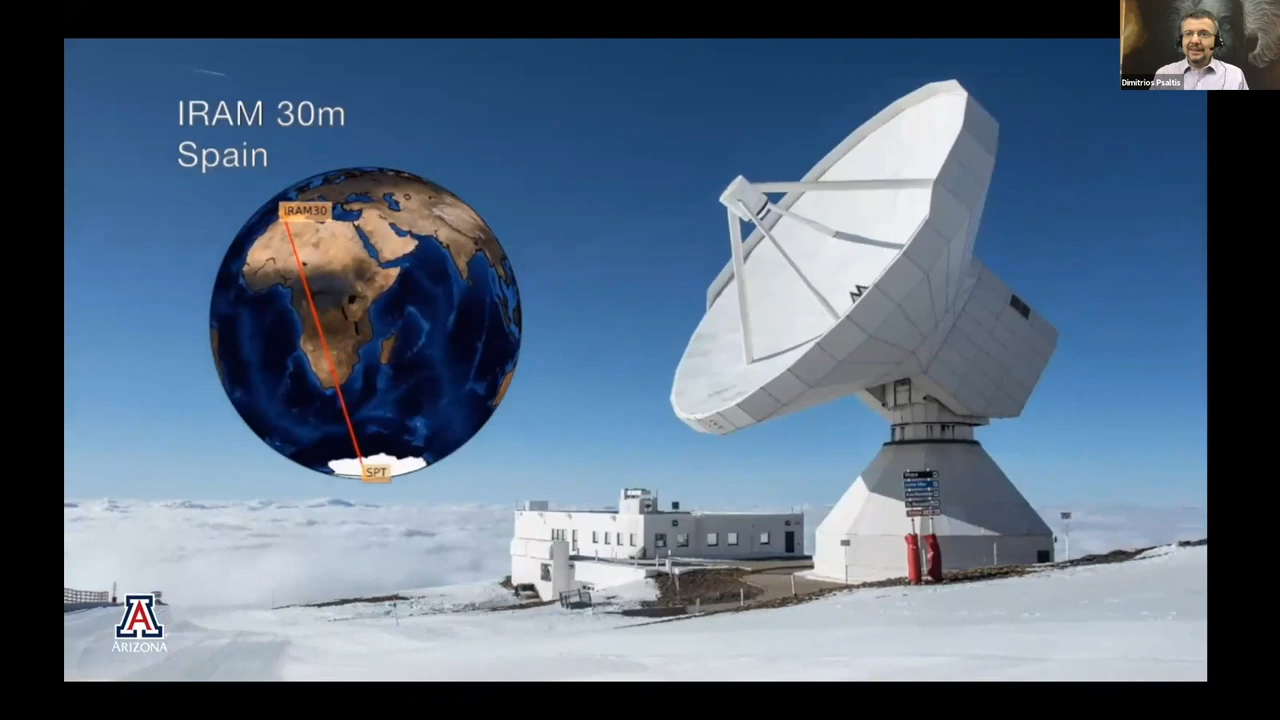 IRAM 30m
Spain
IRAM30
SPT
A
ARIZONA
Dimitrios Psaltis